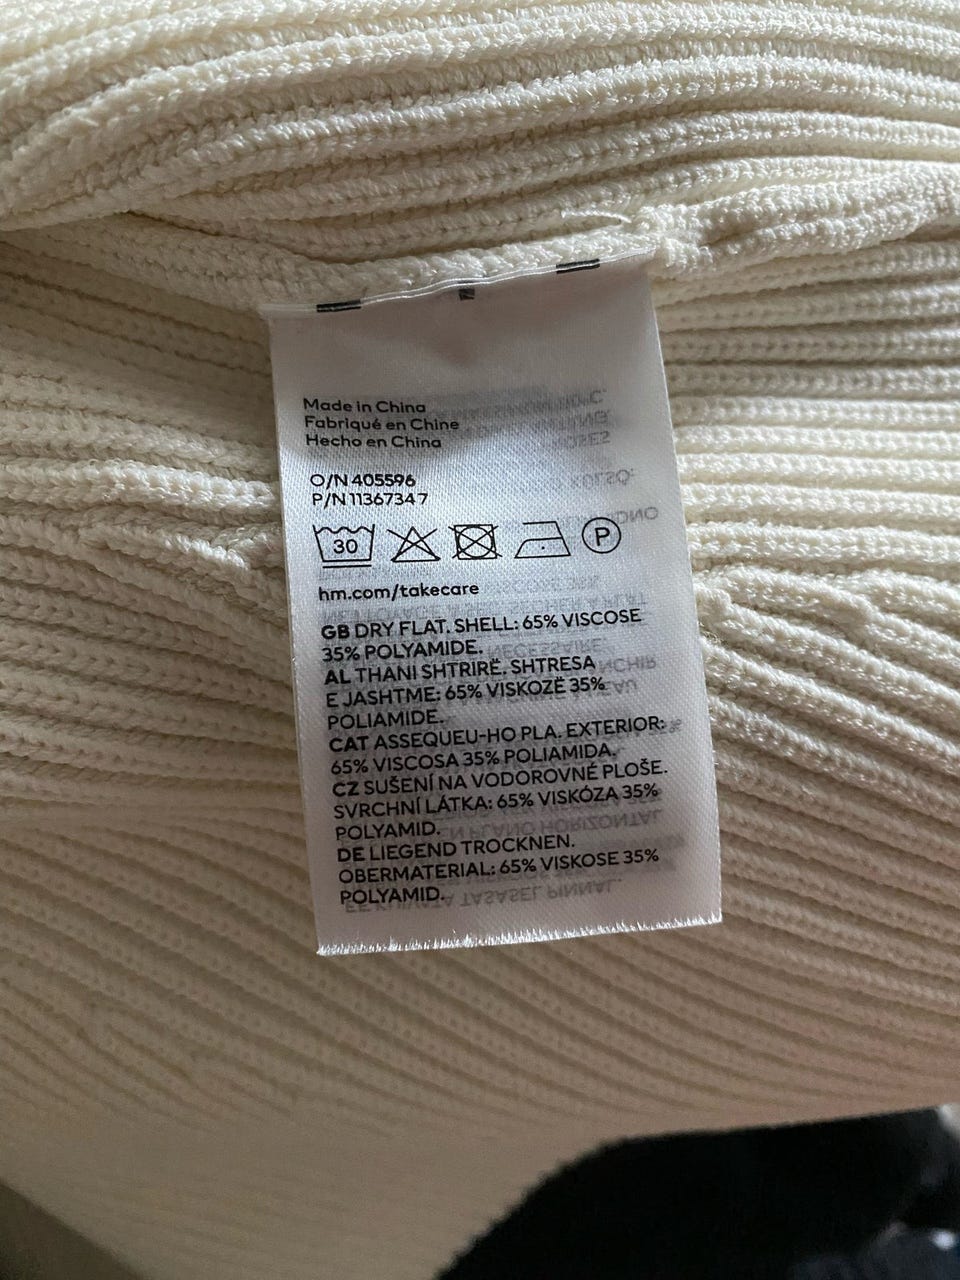 Made in China
Fabriqué en Chine
Hecho en China
O/N 405596
P/N 11367347
30 P
hm.com/takecare
GB DRY FLAT. SHELL: 65% VISCOSE
35% POLYAMIDE.
AL THANI SHTRIRË. SHTRESA
E JASHTME: 65% VISKOZË 35%
POLIAMIDE.
CAT ASSEQUEU-HO PLA. EXTERIOR:
65% VISCOSA 35% POLIAMIDA.
CZ SUŠENÍ NA VODOROVNÉ PLOŠE.
SVRCHNÍ LÁTKA: 65% VISKÓZA 35%
POLYAMID.
DE LIEGEND TROCKNEN.
OBERMATERIAL: 65% VISKOSE 35%
POLYAMID.